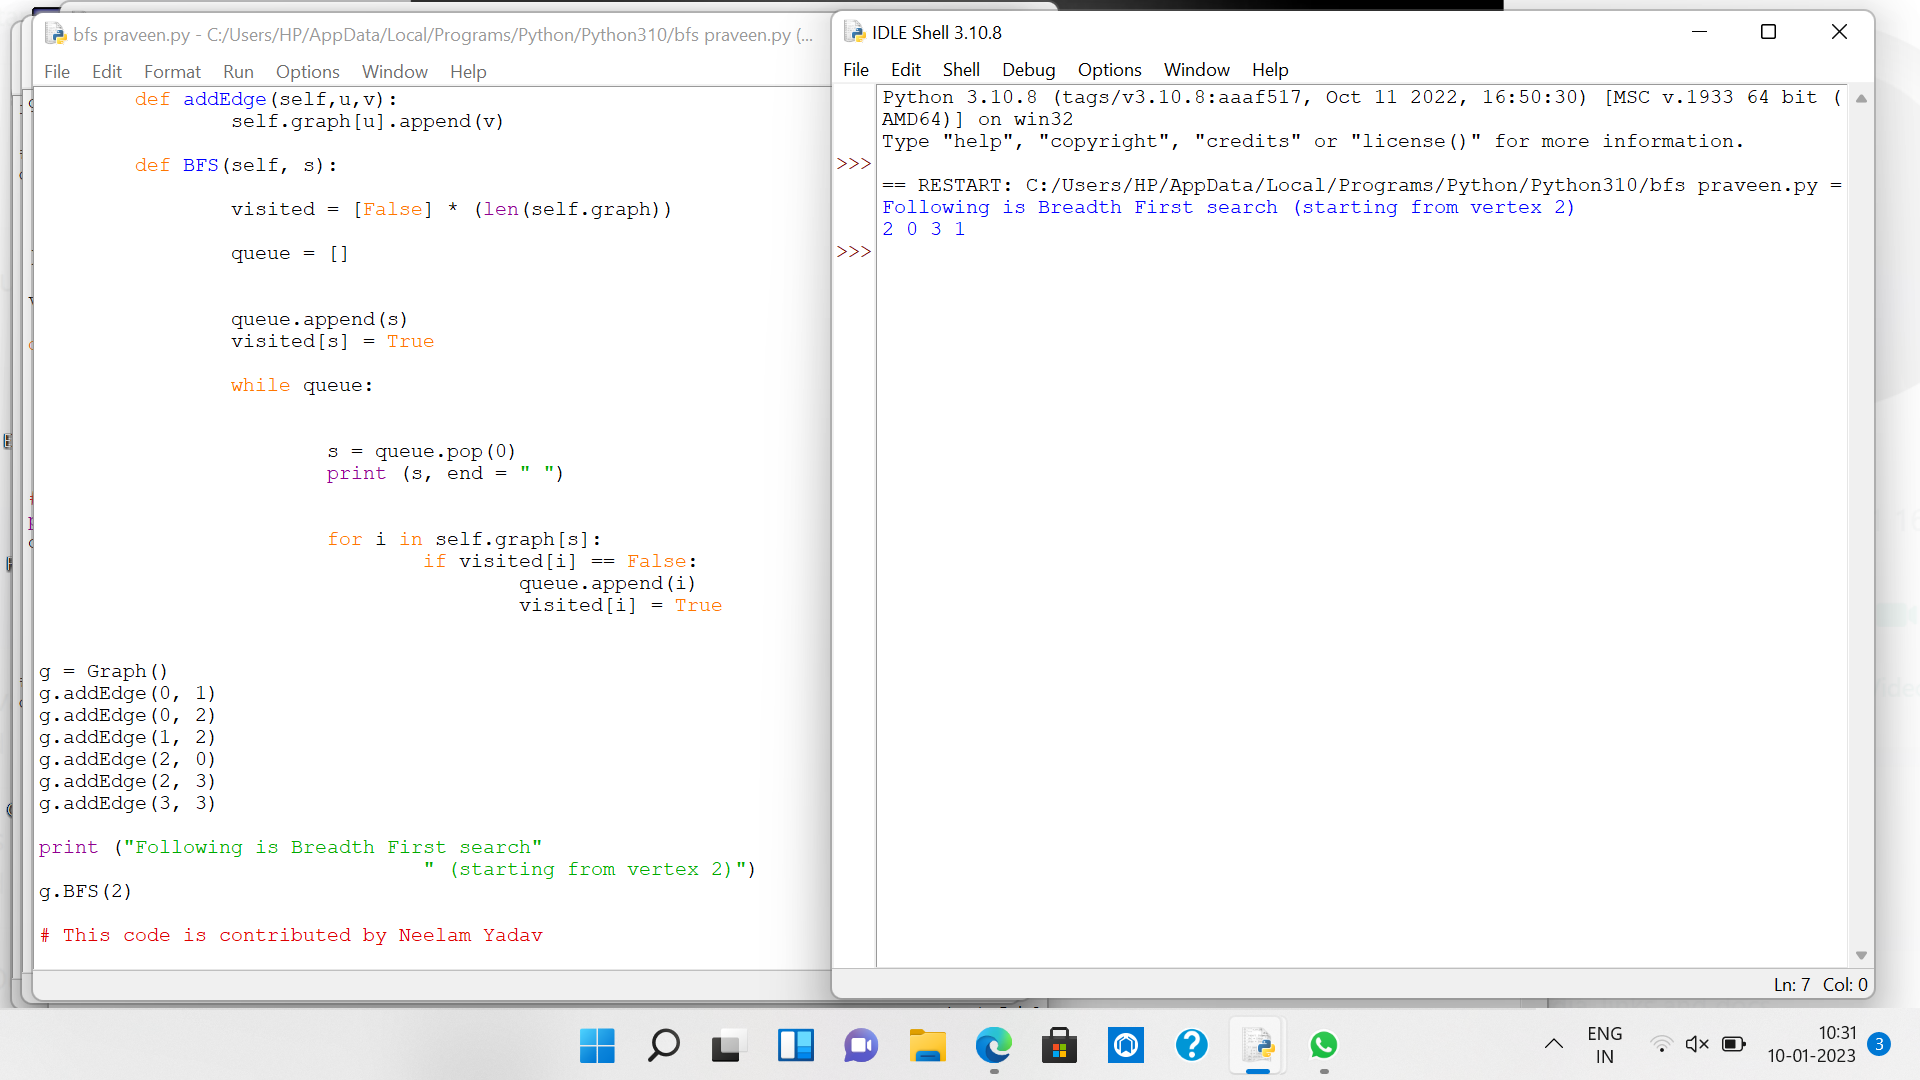 bfs praveen.py - C:/Users/HP/AppData/Local/Programs/Python/Python310/bfs praveen.py (...
File Edit Format Run Options Window Help
def addEdge(self,u,v):
self.graph[u].append(v)
def BFS(self, s):
visited = [False] * (len(self.graph))
queue = []
queue.append(s)
visited[s] = True
while queue:
s = queue.pop(0)
print (s, end = " ")
for i in self.graph[s]:
if visited[i] == False:
queue.append(i)
visited[i] = True
g = Graph()
g.addEdge(0, 1)
g.addEdge(0, 2)
g.addEdge(1, 2)
g.addEdge(2, 0)
g.addEdge(2, 3)
g.addEdge(3, 3)
print ("Following is Breadth First search"
" (starting from vertex 2)")
g.BFS(2)
# This code is contributed by Neelam Yadav
IDLE Shell 3.10.8
File Edit Shell Debug Options Window Help
Python 3.10.8 (tags/v3.10.8:aaaf517, Oct 11 2022, 16:50:30) [MSC v.1933 64 bit (
AMD64)] on win32
Type "help", "copyright", "credits" or "license()" for more information.
>>>
== RESTART: C:/Users/HP/AppData/Local/Programs/Python/Python310/bfs praveen.py =
Following is Breadth First search (starting from vertex 2)
2 0 3 1
>>>
Ln: 7 Col: 0
ENG
IN
10:31
10-01-2023
3